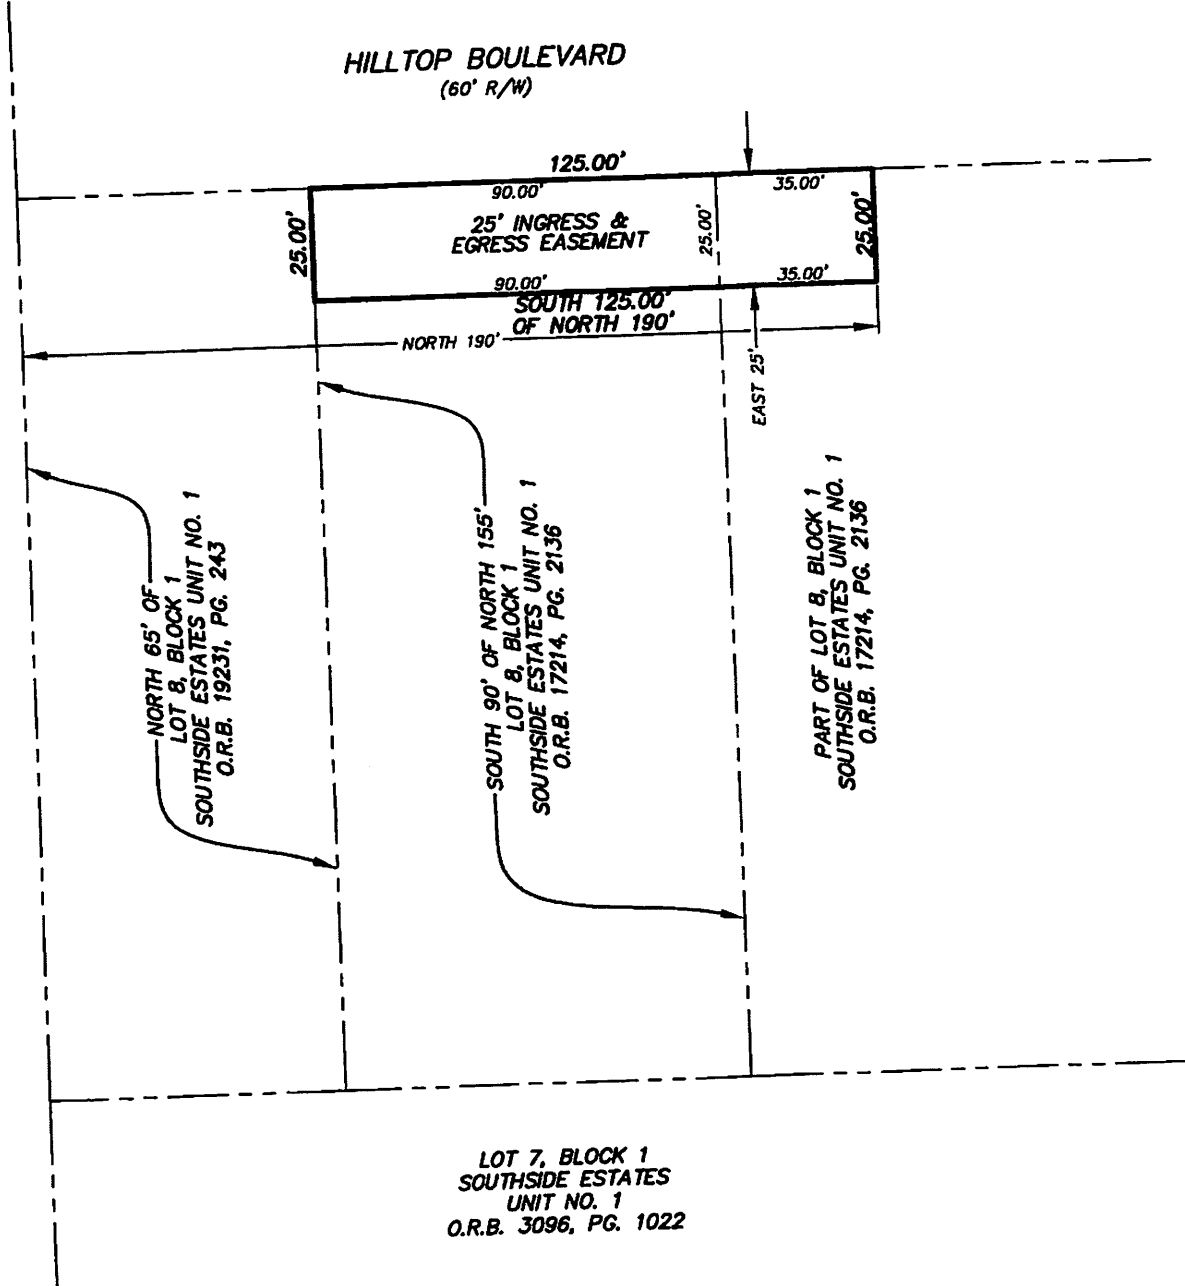 HILLTOP BOULEVARD
(60' R/W)
125.00'
90.00'
35.00'
25.00'
25' INGRESS &
EGRESS EASEMENT
25.00'
25.00'
90.00'
35.00'
SOUTH 125.00'
OF NORTH 190'
NORTH 190'
EAST 25'
NORTH 65' OF
LOT 8, BLOCK 1
SOUTHSIDE ESTATES UNIT NO. 1
O.R.B. 19231, PG. 243
SOUTH 90' OF NORTH 155'
LOT 8, BLOCK 1
SOUTHSIDE ESTATES UNIT NO. 1
O.R.B. 17214, PG. 2136
PART OF LOT 8, BLOCK 1
SOUTHSIDE ESTATES UNIT NO. 1
O.R.B. 17214, PG. 2136
LOT 7, BLOCK 1
SOUTHSIDE ESTATES
UNIT NO. 1
O.R.B. 3096, PG. 1022